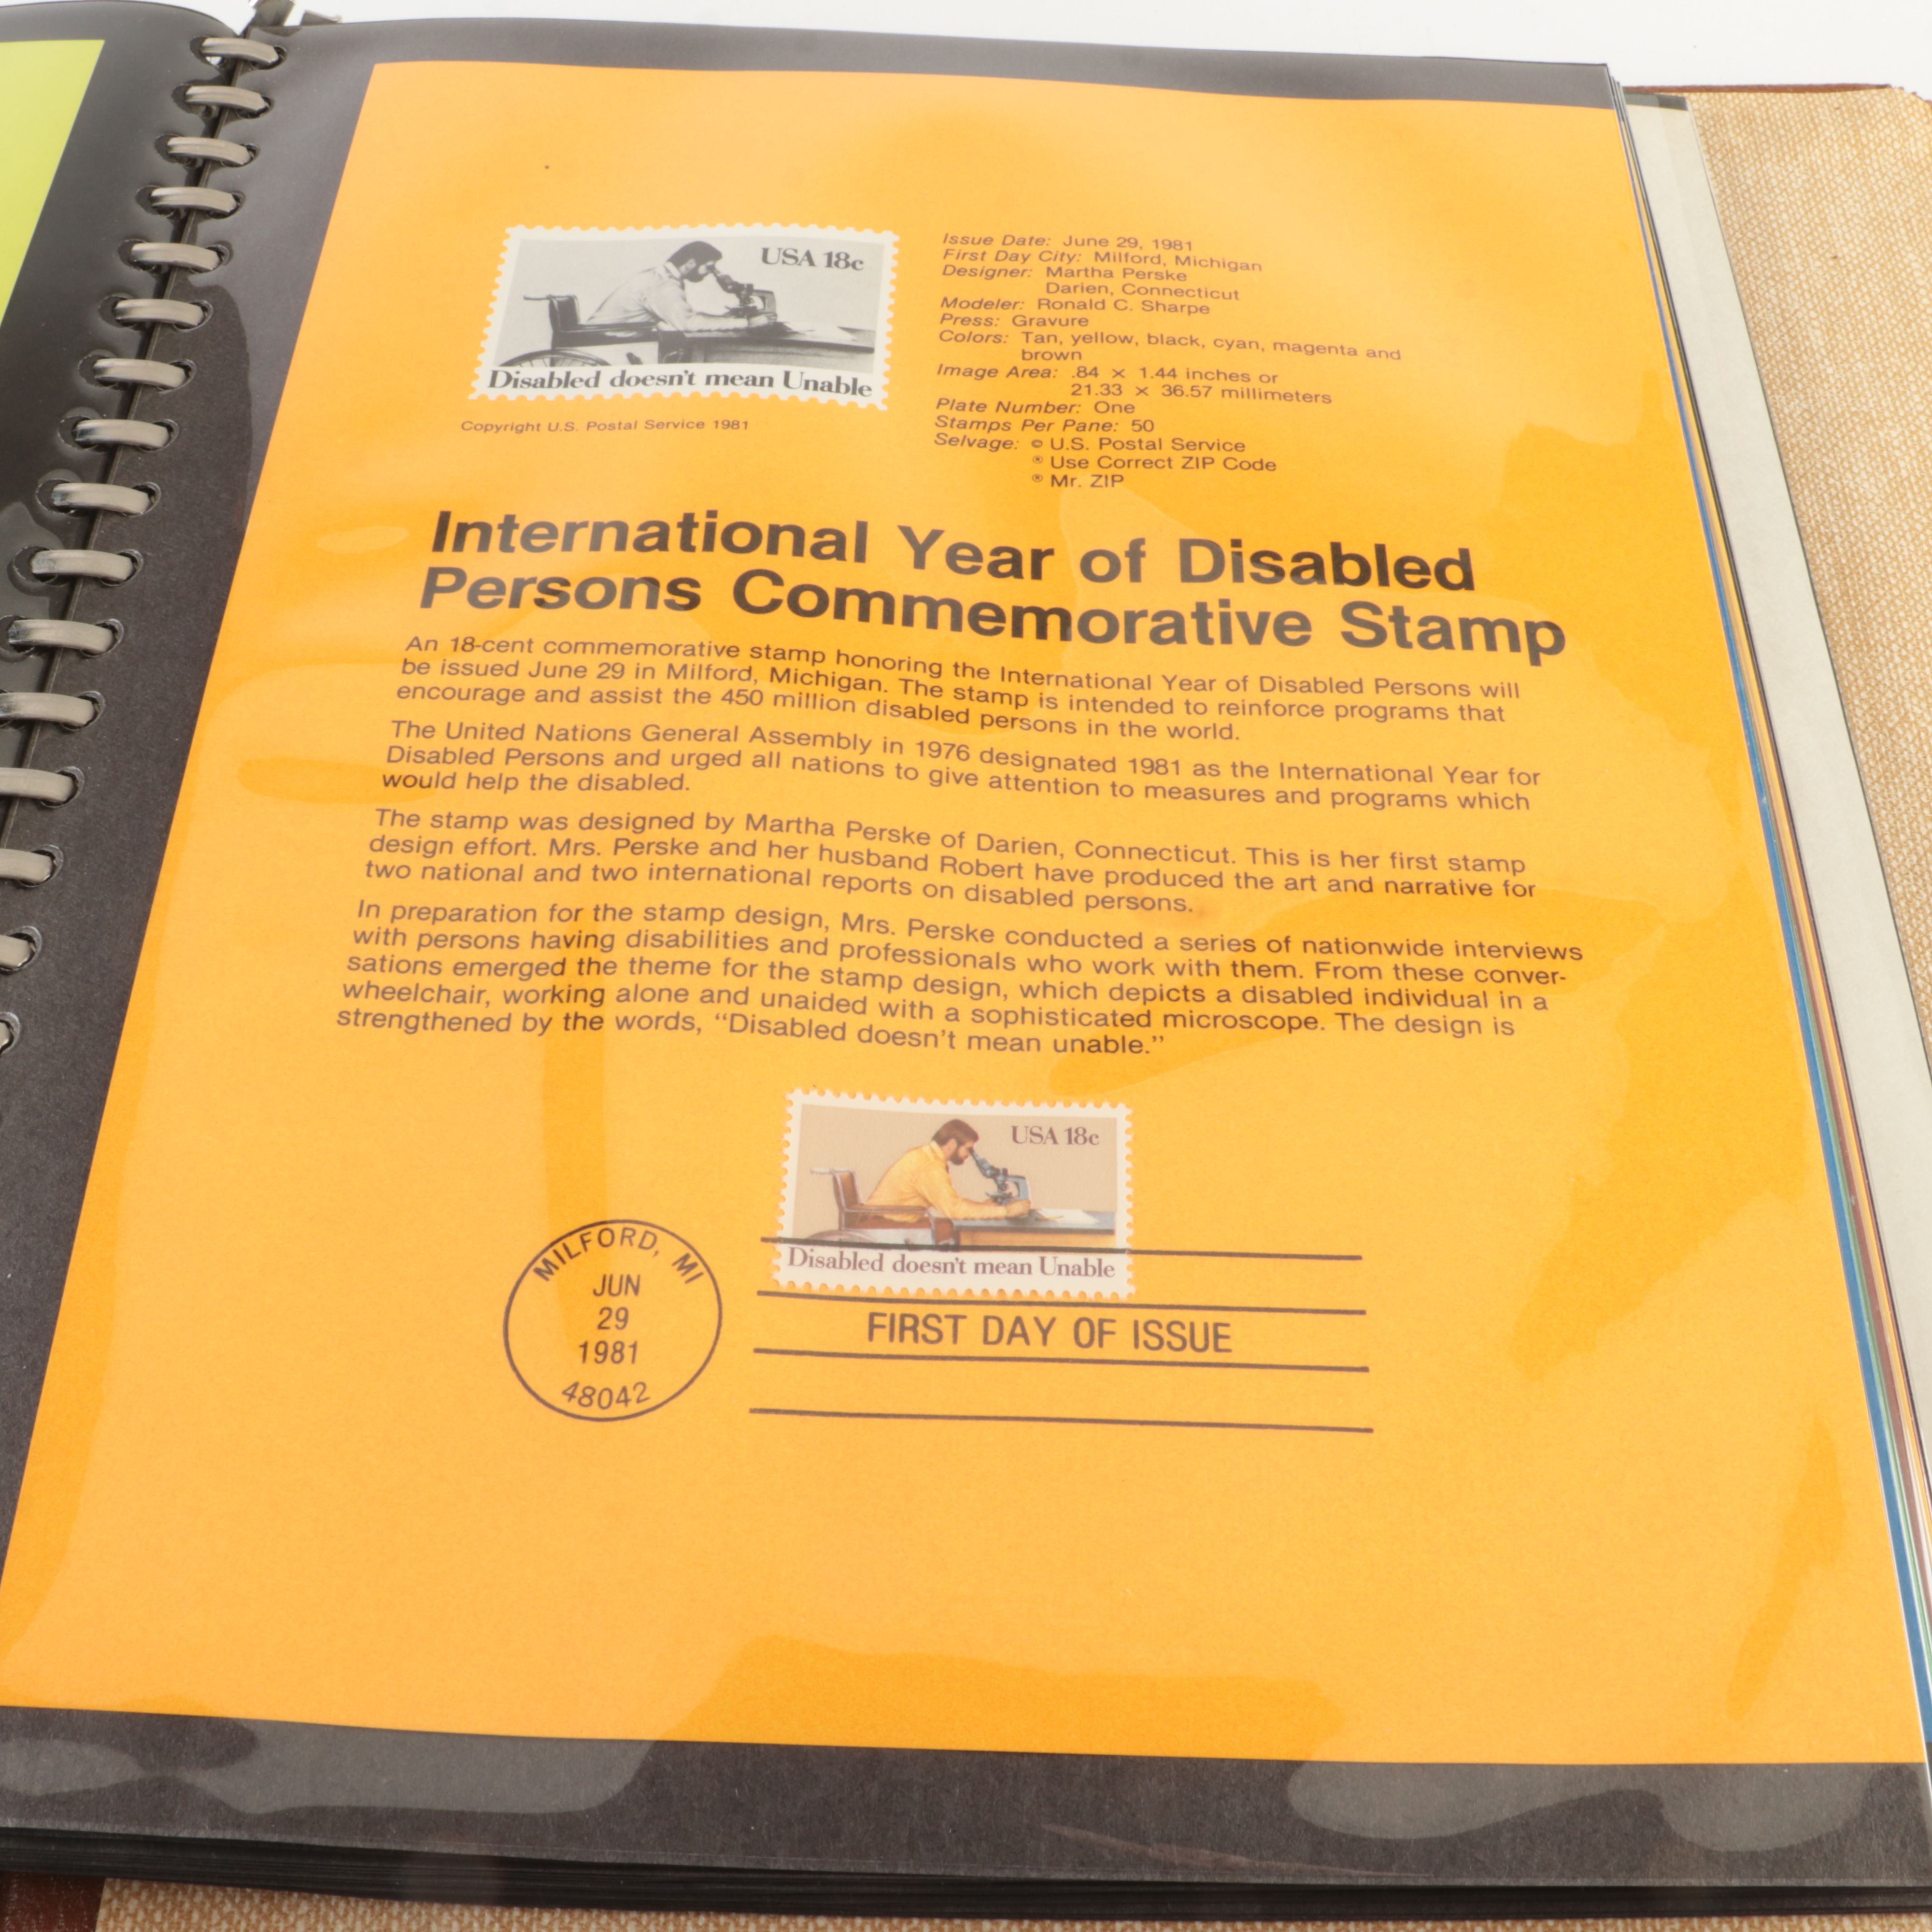 USA 18c
Disabled doesn't mean Unable
Copyright U.S. Postal Service 1981
Issue Date: June 29, 1981
First Day City: Milford, Michigan
Designer: Martha Perske
Darien, Connecticut
Modeler: Ronald C. Sharpe
Press: Gravure
Colors: Tan, yellow, black, cyan, magenta and
brown
Image Area: .84 × 1.44 inches or
21.33 × 36.57 millimeters
Plate Number: One
Stamps Per Pane: 50
Selvage: © U.S. Postal Service
® Use Correct ZIP Code
® Mr. ZIP
International Year of Disabled
Persons Commemorative Stamp
An 18-cent commemorative stamp honoring the International Year of Disabled Persons will
be issued June 29 in Milford, Michigan. The stamp is intended to reinforce programs that
encourage and assist the 450 million disabled persons in the world.
The United Nations General Assembly in 1976 designated 1981 as the International Year for
Disabled Persons and urged all nations to give attention to measures and programs which
would help the disabled.
The stamp was designed by Martha Perske of Darien, Connecticut. This is her first stamp
design effort. Mrs. Perske and her husband Robert have produced the art and narrative for
two national and two international reports on disabled persons.
In preparation for the stamp design, Mrs. Perske conducted a series of nationwide interviews
with persons having disabilities and professionals who work with them. From these conver-
sations emerged the theme for the stamp design, which depicts a disabled individual in a
wheelchair, working alone and unaided with a sophisticated microscope. The design is
strengthened by the words, "Disabled doesn't mean unable."
USA 18c
Disabled doesn't mean Unable
MILFORD, MI
JUN
29
1981
48042
FIRST DAY OF ISSUE